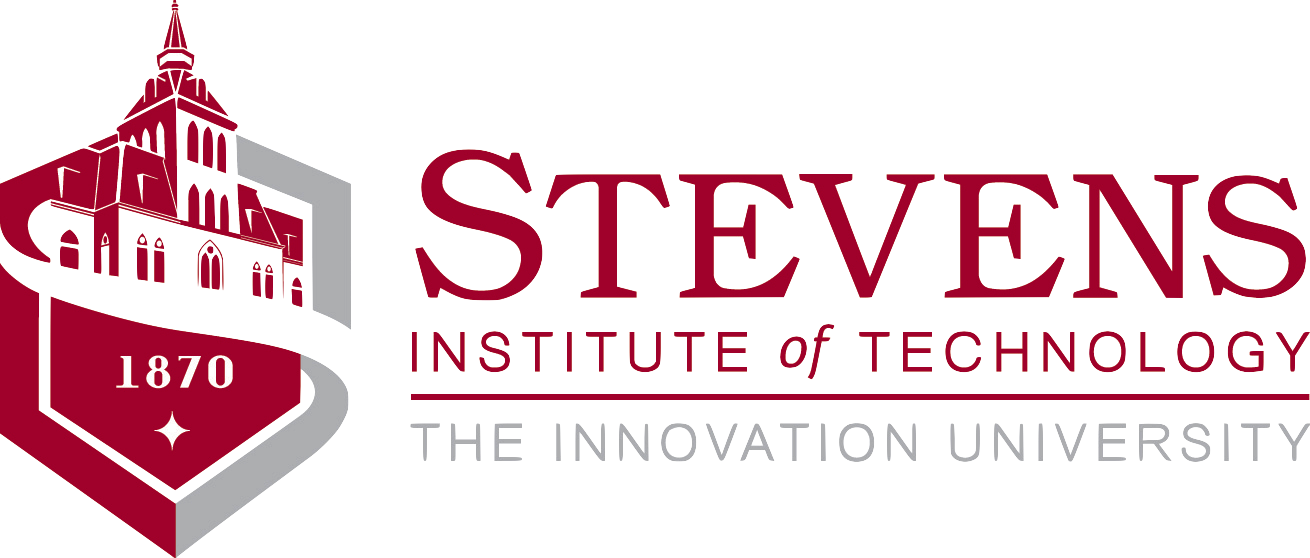 1870
STEVENS
INSTITUTE of TECHNOLOGY
THE INNOVATION UNIVERSITY